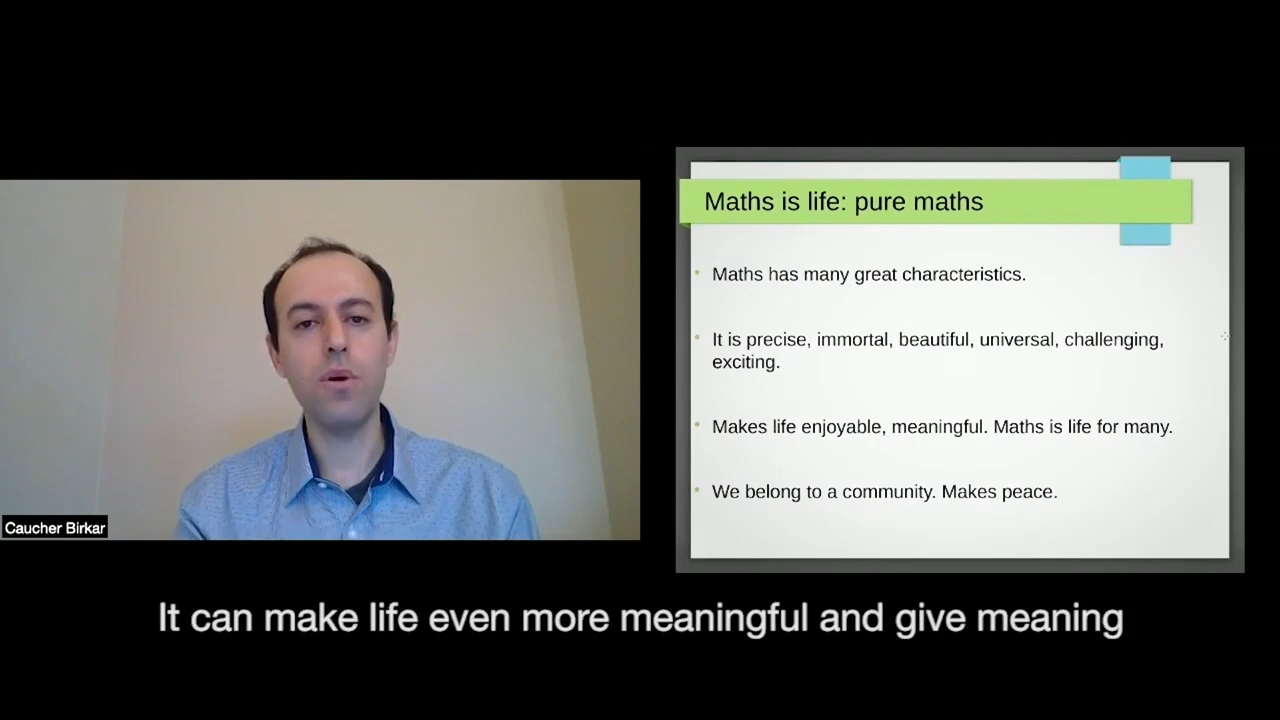 Maths is life: pure maths
Maths has many great characteristics.
It is precise, immortal, beautiful, universal, challenging,
exciting.
Makes life enjoyable, meaningful. Maths is life for many.
We belong to a community. Makes peace.
Caucher Birkar
It can make life even more meaningful and give meaning